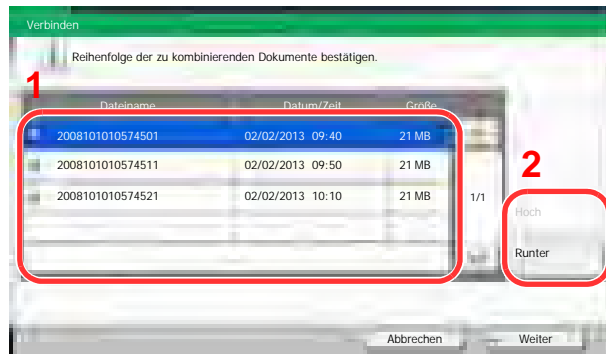 Verbinden
Reihenfolge der zu kombinierenden Dokumente bestätigen.
1
Dateiname Datum/Zeit Größe
2008101010574501 02/02/2013 09:40 21 MB
2008101010574511 02/02/2013 09:50 21 MB
2008101010574521 02/02/2013 10:10 21 MB
1/1
2
Hoch
Runter
Abbrechen Weiter